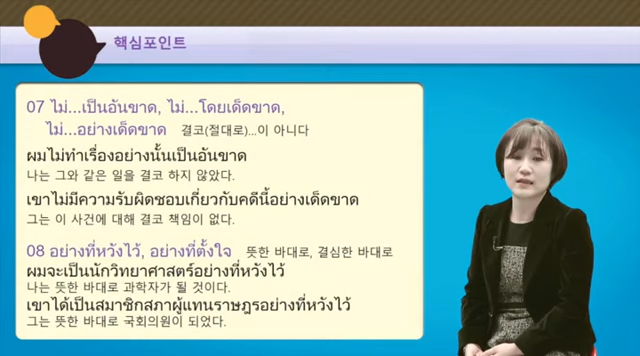 핵심포인트
07 ไม่...เป็นอันขาด, ไม่...โดยเด็ดขาด,
ไม่...อย่างเด็ดขาด 결코(절대로)...이 아니다
ผมไม่ทำเรื่องอย่างนั้นเป็นอันขาด
나는 그와 같은 일을 결코 하지 않았다.
เขาไม่มีความรับผิดชอบเกี่ยวกับคดีนี้อย่างเด็ดขาด
그는 이 사건에 대해 결코 책임이 없다.
08 อย่างที่หวังไว้, อย่างที่ตั้งใจ 뜻한 바대로, 결심한 바대로
ผมจะเป็นนักวิทยาศาสตร์อย่างที่หวังไว้
나는 뜻한 바대로 과학자가 될 것이다.
เขาได้เป็นสมาชิกสภาผู้แทนราษฎรอย่างที่หวังไว้
그는 뜻한 바대로 국회의원이 되었다.